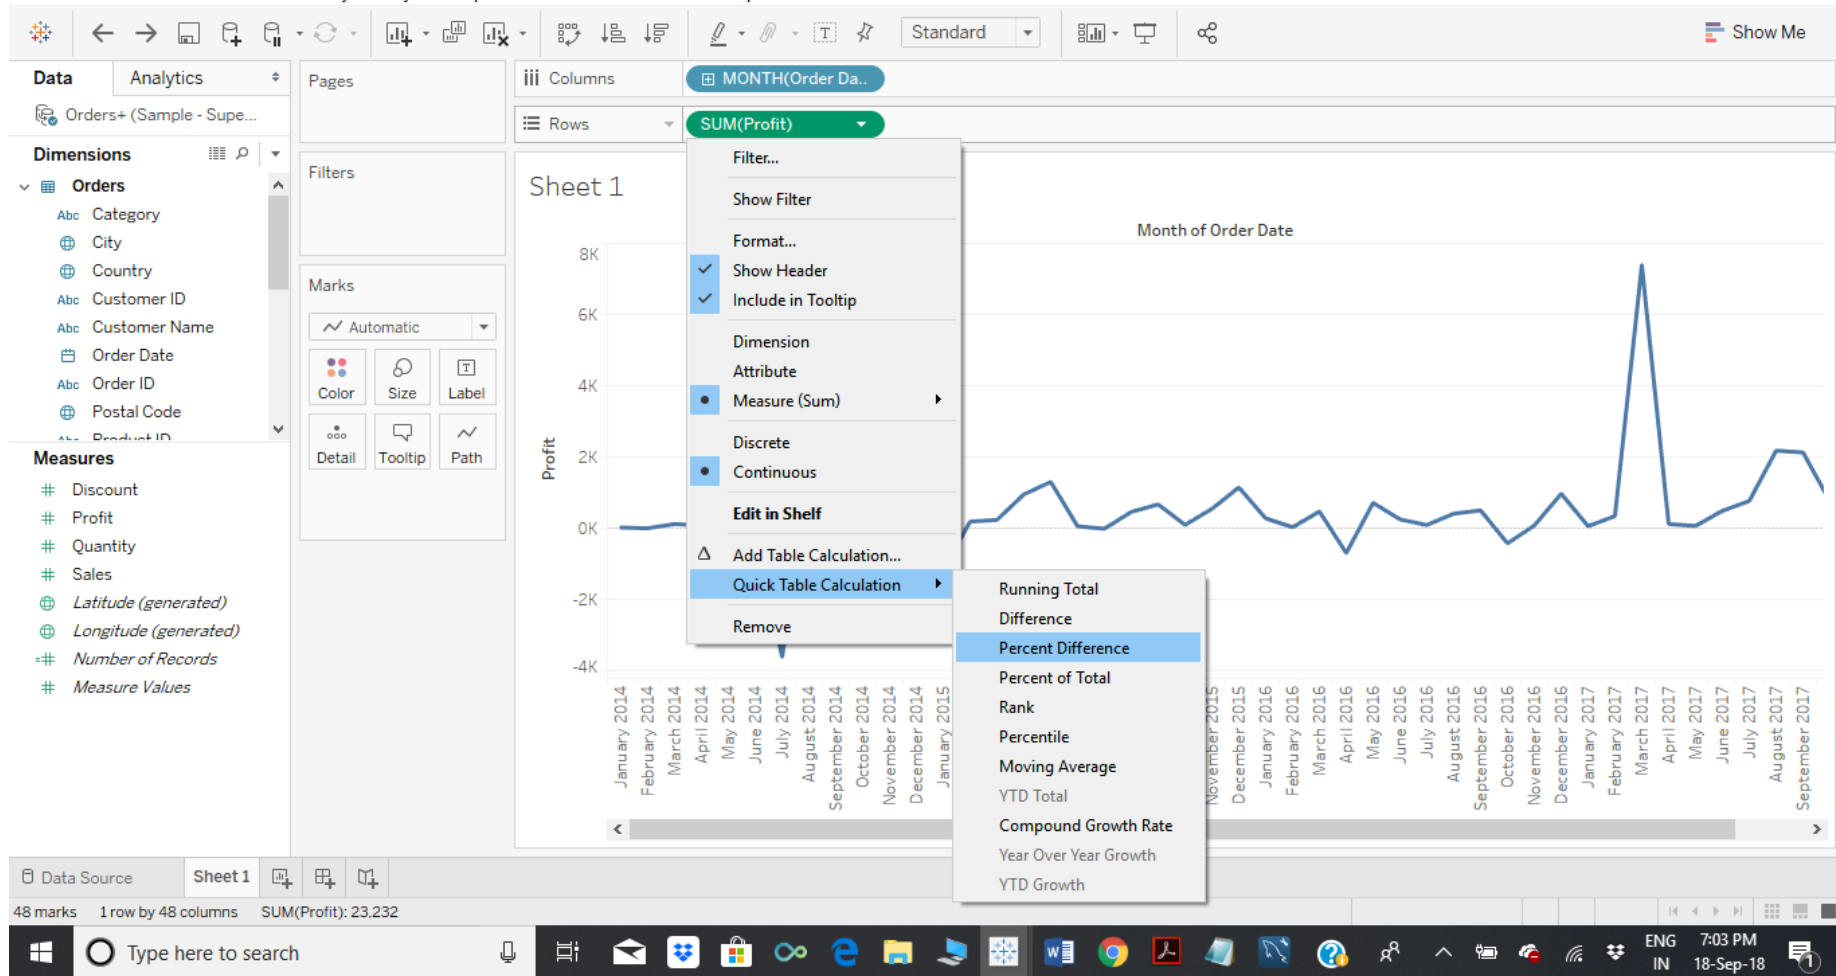 Standard
Show Me
Data
Analytics
Pages
Columns
MONTH(Order Da..
Orders+ (Sample - Supe...
Rows
SUM(Profit)
Dimensions
Filters
Orders
Abc Category
City
Country
Abc Customer ID
Abc Customer Name
Order Date
Abc Order ID
Postal Code
Abc Product ID
Marks
Automatic
Color
Size
Label
Detail
Tooltip
Path
Measures
# Discount
# Profit
# Quantity
# Sales
Latitude (generated)
Longitude (generated)
=# Number of Records
# Measure Values
Sheet 1
Month of Order Date
Profit
8K
6K
4K
2K
0K
-2K
-4K
Filter...
Show Filter
Format...
Show Header
Include in Tooltip
Dimension
Attribute
Measure (Sum)
Discrete
Continuous
Edit in Shelf
Add Table Calculation...
Quick Table Calculation
Remove
Running Total
Difference
Percent Difference
Percent of Total
Rank
Percentile
Moving Average
YTD Total
Compound Growth Rate
Year Over Year Growth
YTD Growth
January 2014
February 2014
March 2014
April 2014
May 2014
June 2014
July 2014
August 2014
September 2014
October 2014
November 2014
December 2014
January 2015
November 2015
December 2015
January 2016
February 2016
March 2016
April 2016
May 2016
June 2016
July 2016
August 2016
September 2016
October 2016
November 2016
December 2016
January 2017
February 2017
March 2017
April 2017
May 2017
June 2017
July 2017
August 2017
September 2017
Data Source
Sheet 1
48 marks
1 row by 48 columns
SUM(Profit): 23,232
Type here to search
ENG
IN
7:03 PM
18-Sep-18
1